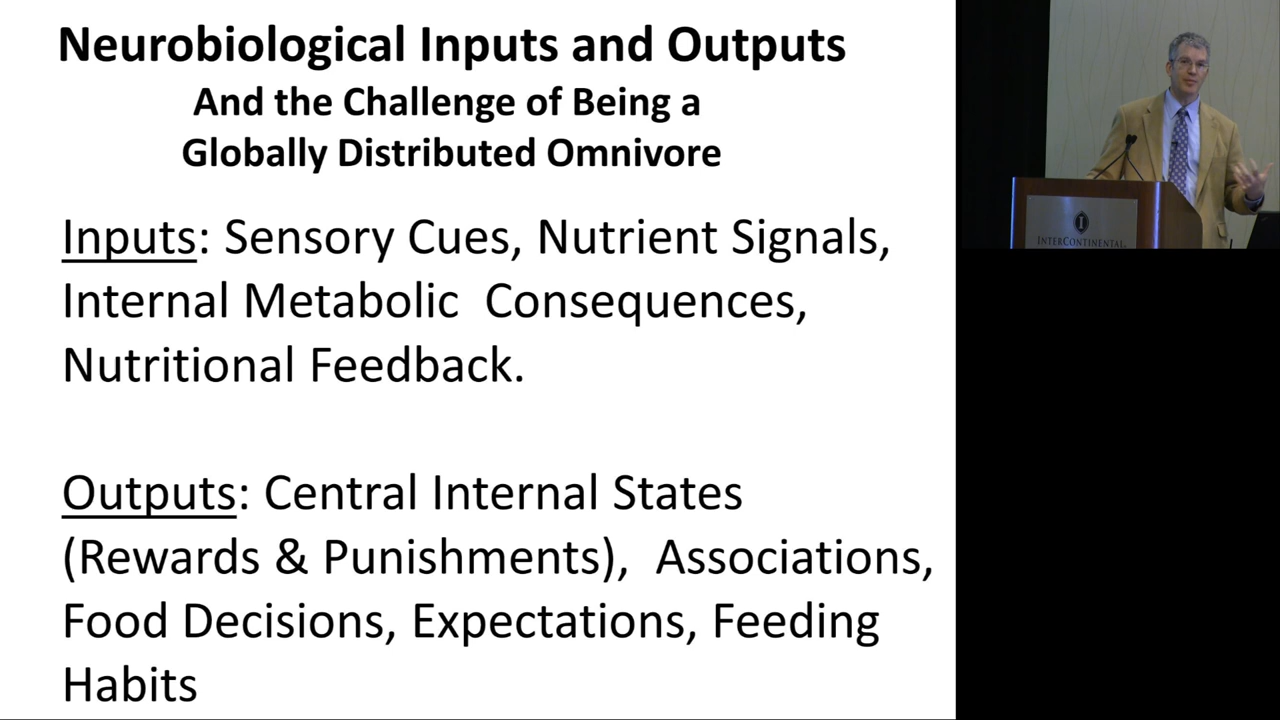 Neurobiological Inputs and Outputs
And the Challenge of Being a
Globally Distributed Omnivore
Inputs: Sensory Cues, Nutrient Signals,
Internal Metabolic Consequences,
Nutritional Feedback.
Outputs: Central Internal States
(Rewards & Punishments), Associations,
Food Decisions, Expectations, Feeding
Habits
I
INTERCONTINENTAL